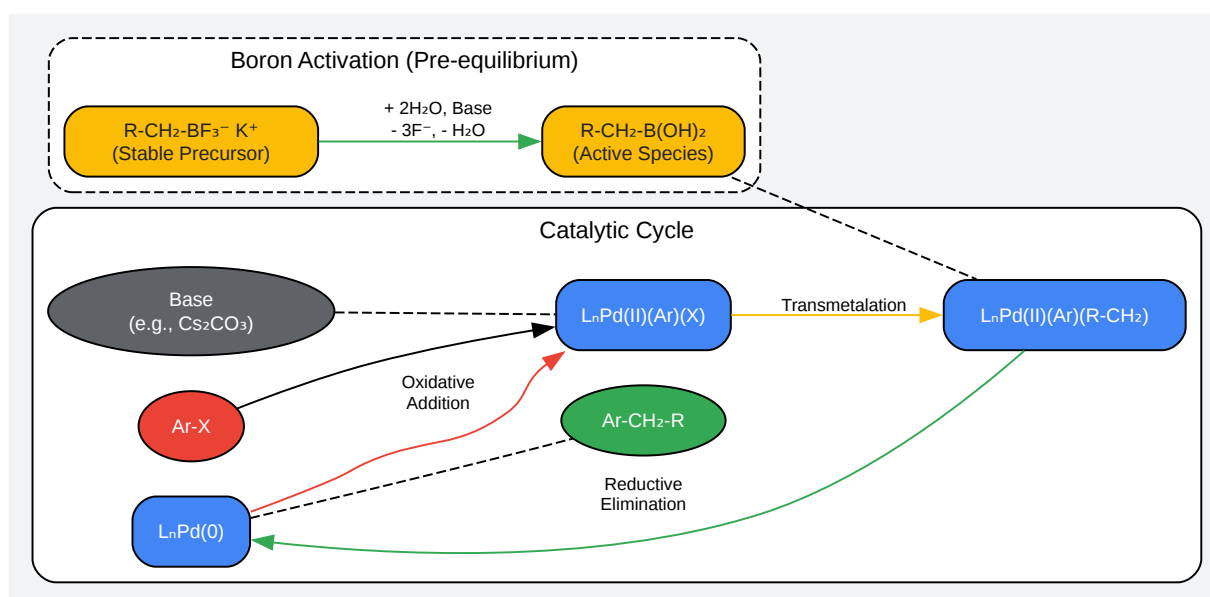 Boron Activation (Pre-equilibrium)
R-CH₂-BF₃⁻ K⁺
(Stable Precursor)
+ 2H₂O, Base
- 3F⁻, - H₂O
R-CH₂-B(OH)₂
(Active Species)
Catalytic Cycle
Base
(e.g., Cs₂CO₃)
LₙPd(II)(Ar)(X)
Transmetalation
LₙPd(II)(Ar)(R-CH₂)
Oxidative
Addition
Ar-X
Ar-CH₂-R
Reductive
Elimination
LₙPd(0)